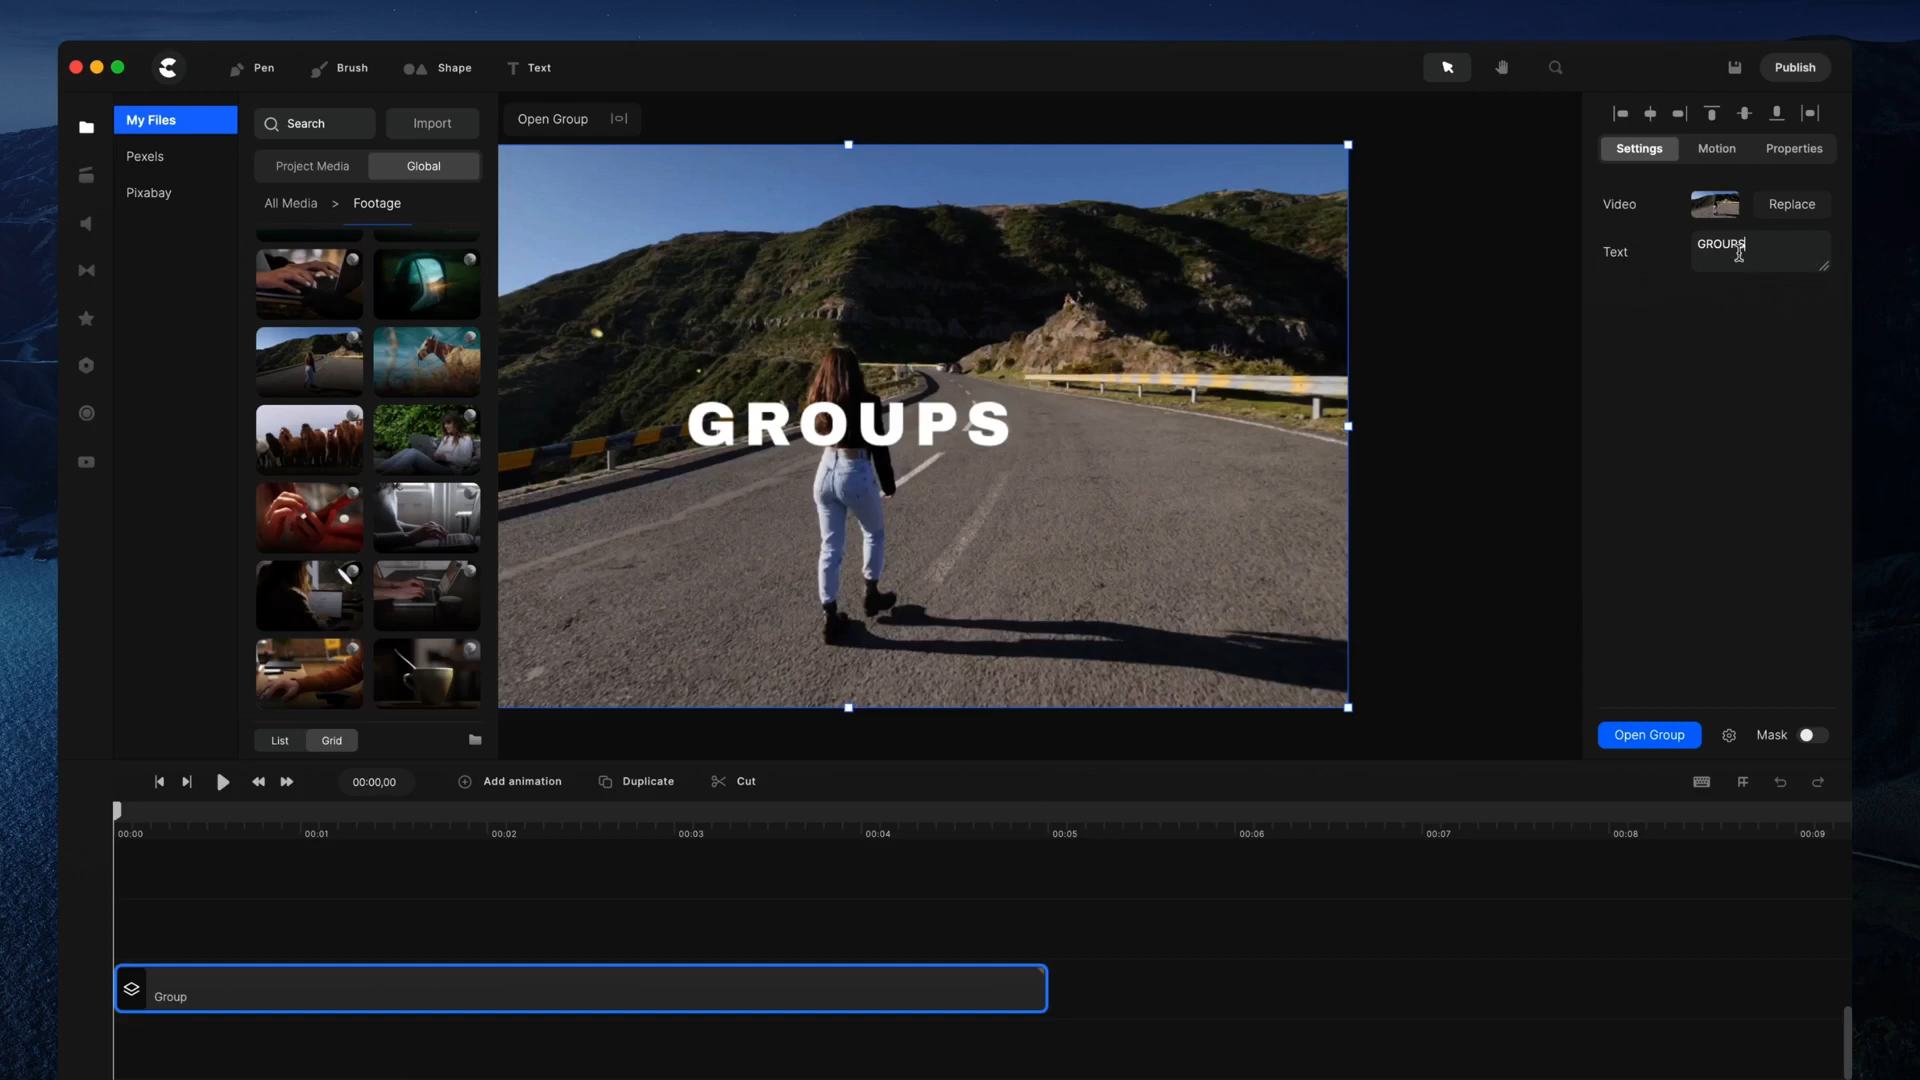 Pen
Brush
Shape
Text
Publish
My Files
Pexels
Pixabay
Search
Import
Project Media
Global
All Media > Footage
List
Grid
Open Group
GROUPS
Settings
Motion
Properties
Video
Replace
Text
GROUPS
Open Group
Mask
00:00,00
Add animation
Duplicate
Cut
00:00
00:01
00:02
00:03
00:04
00:05
00:06
00:07
00:08
00:09
Group